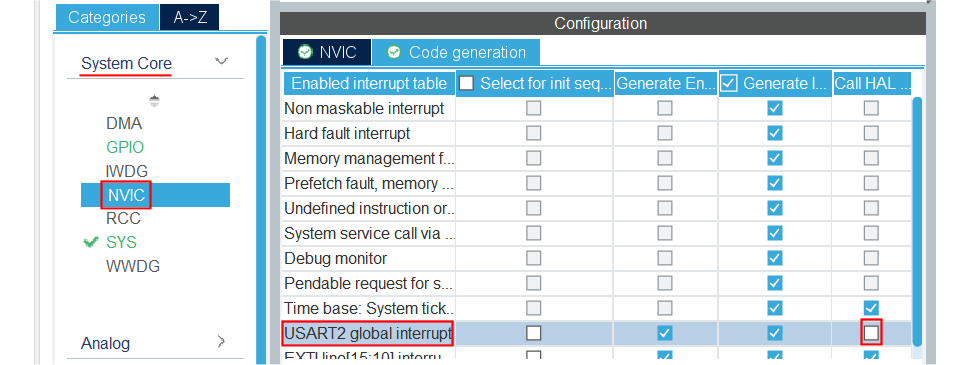 Categories A->Z
Configuration
System Core
NVIC Code generation
Enabled interrupt table Select for init seq... Generate En... Generate I... Call HAL ...
Non maskable interrupt
DMA
Hard fault interrupt
GPIO
Memory management f...
IWDG
Prefetch fault, memory ...
NVIC
Undefined instruction or..
RCC
System service call via ...
SYS
Debug monitor
WWDG
Pendable request for s...
Time base: System tick..
USART2 global interrupt
Analog
EXTI line[15:10] interru...